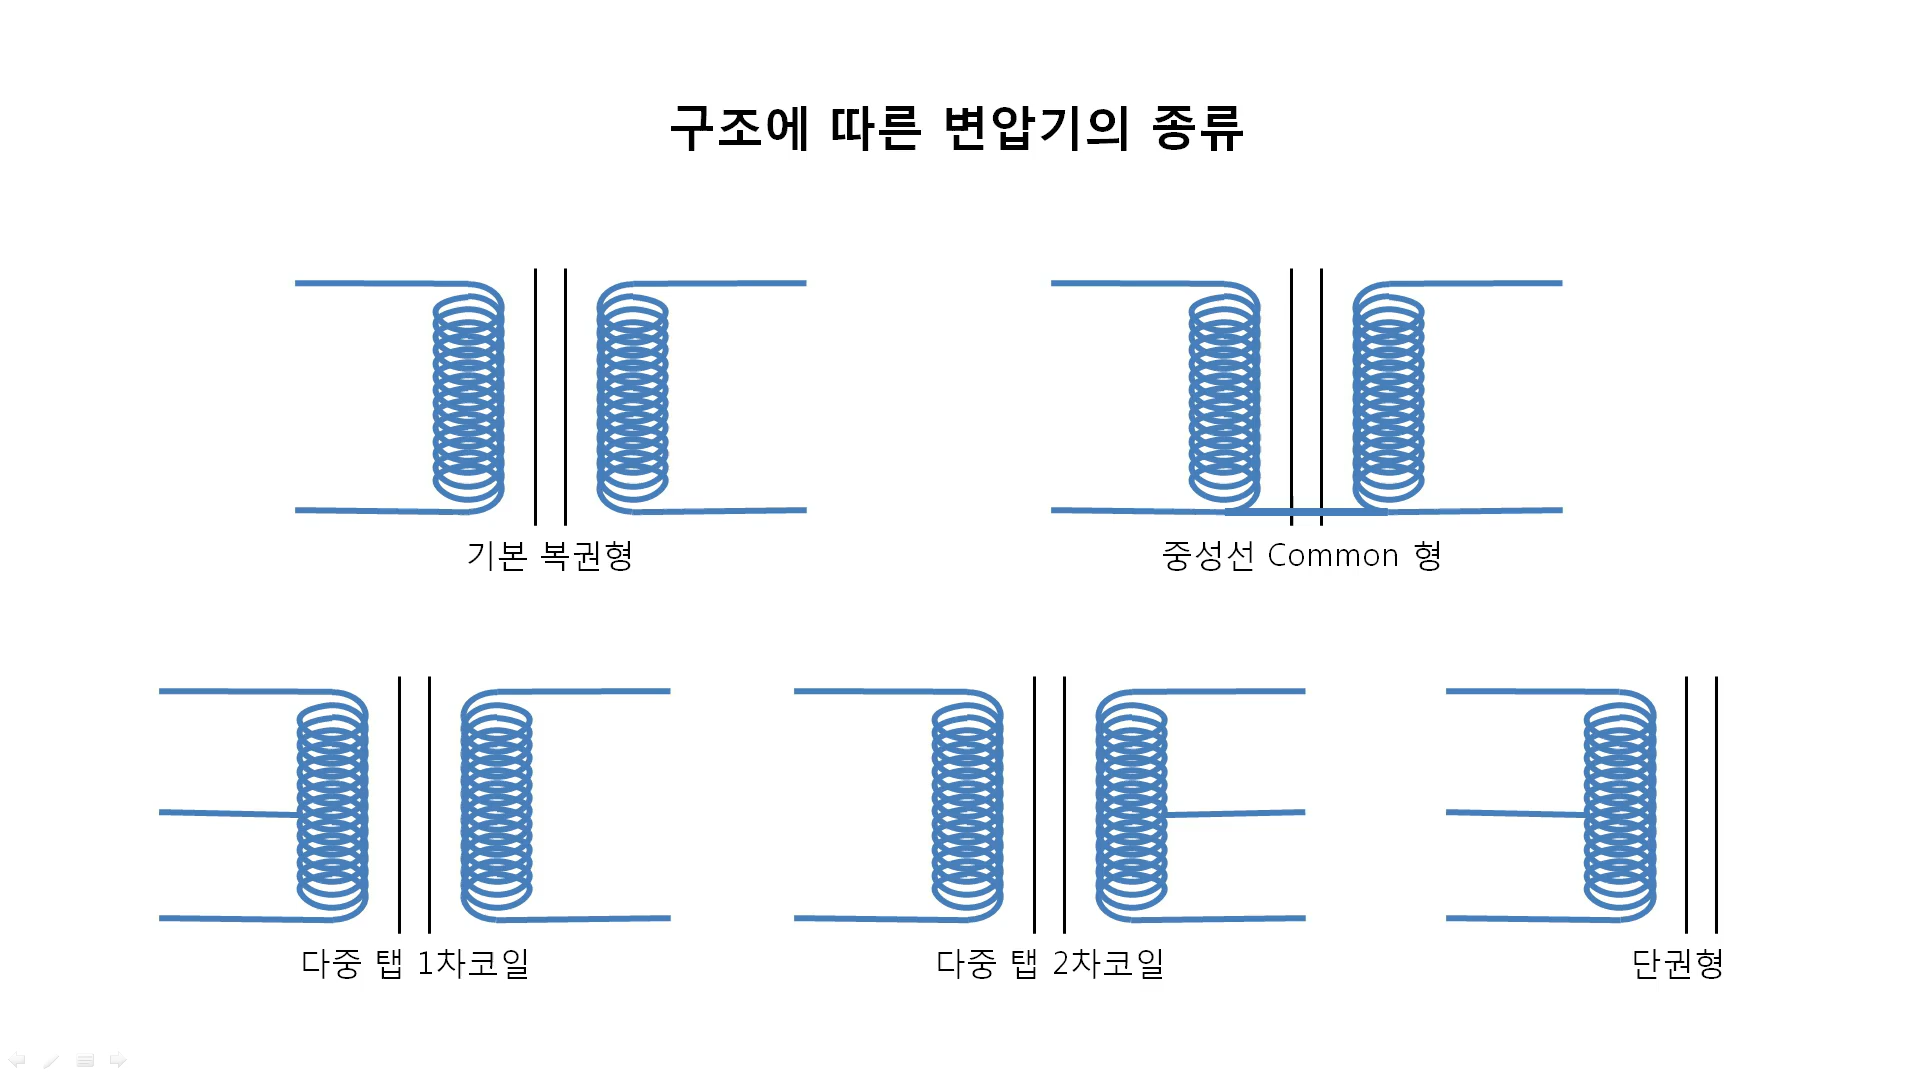 구조에 따른 변압기의 종류
기본 복권형
중성선 Common 형
다중 탭 1차코일
다중 탭 2차코일
단권형